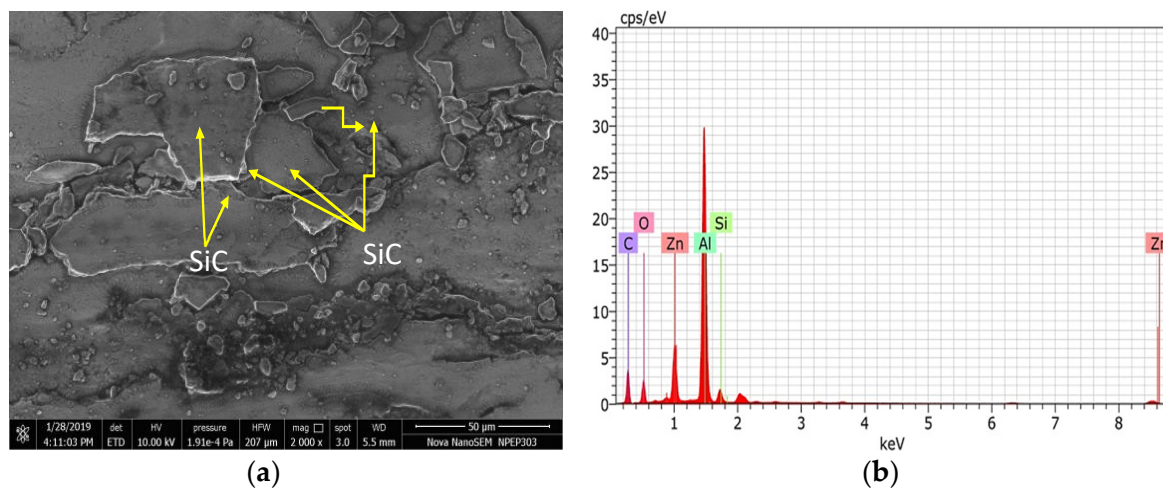 SiC
SiC
1/28/2019
4:11:03 PM
det
ETD
HV
10.00 kV
pressure
1.91e-4 Pa
HFW
207 μm
mag
2 000 x
spot
3.0
WD
5.5 mm
50 μm
Nova NanoSEM NPEP303
(a)
cps/eV
40
35
30
25
20
15
10
5
0
C
O
Zn
Al
Si
Zn
1
2
3
4
5
6
7
8
keV
(b)